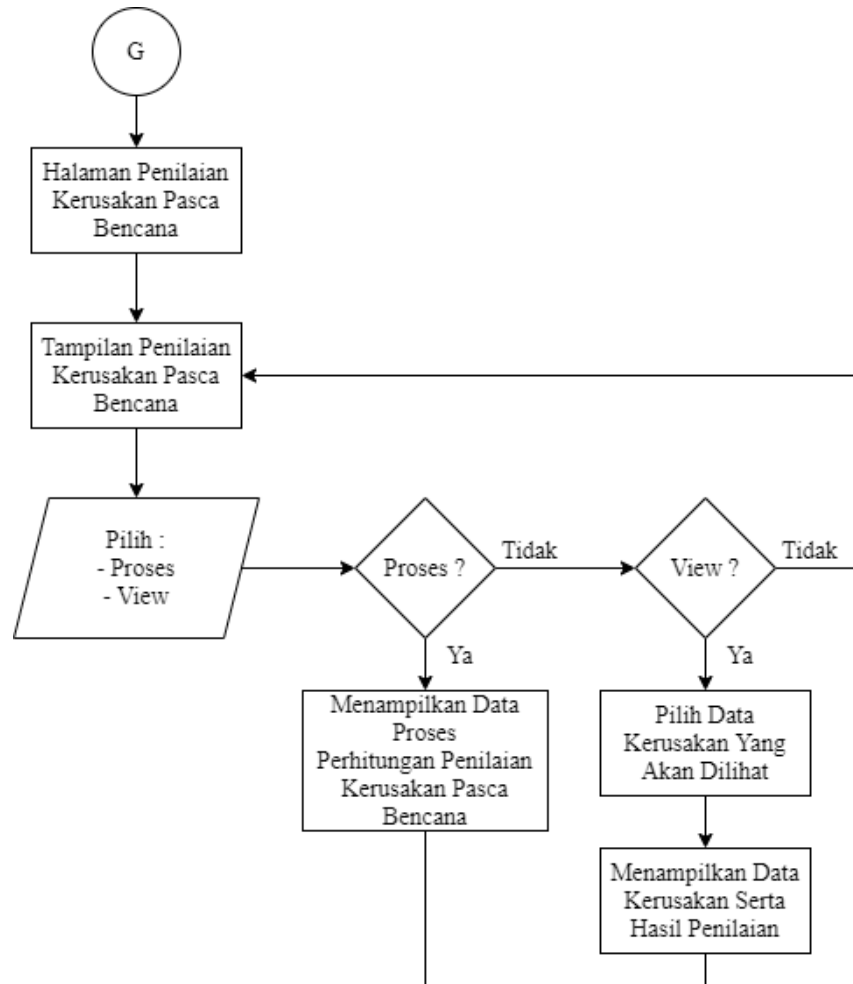 G
Halaman Penilaian
Kerusakan Pasca
Bencana
Tampilan Penilaian
Kerusakan Pasca
Bencana
Pilih :
- Proses
- View
Proses ?
Tidak
View ?
Tidak
Ya
Ya
Menampilkan Data
Proses
Perhitungan Penilaian
Kerusakan Pasca
Bencana
Pilih Data
Kerusakan Yang
Akan Dilihat
Menampilkan Data
Kerusakan Serta
Hasil Penilaian